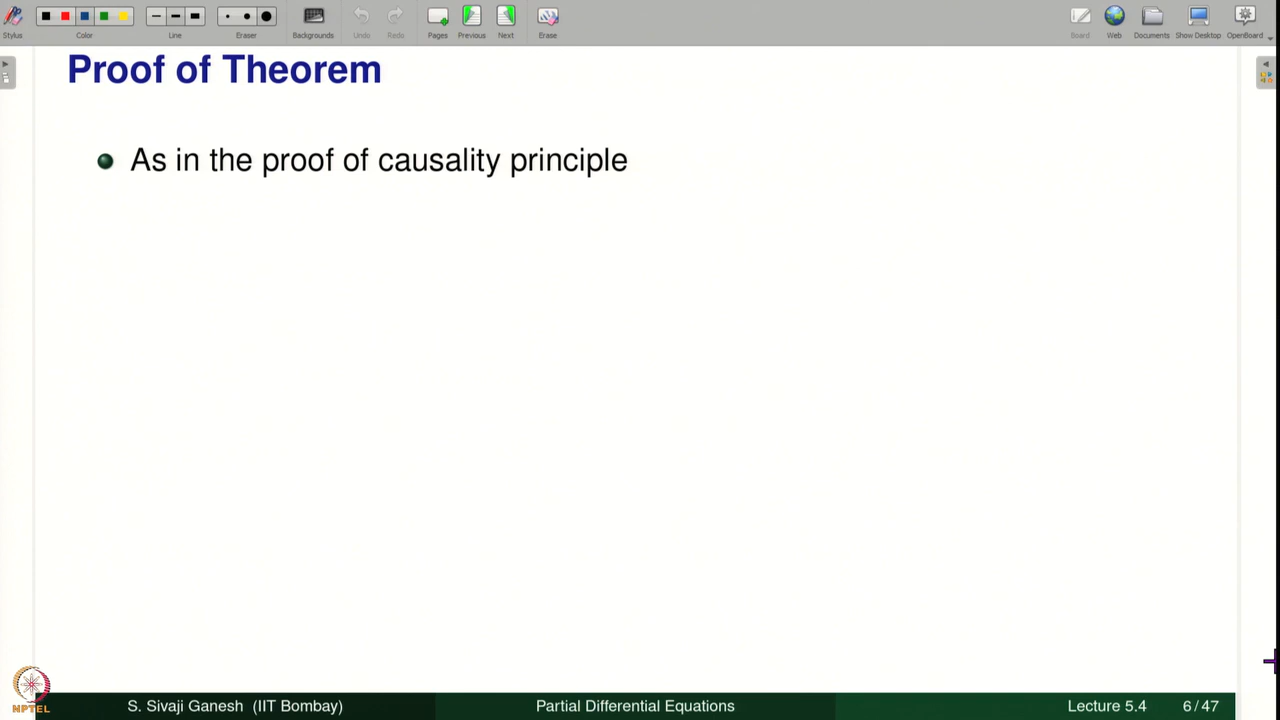 Stylus
Color
Line
Eraser
Backgrounds
Undo
Redo
Pages
Previous
Next
Erase
Board
Web
Documents
Show Desktop
OpenBoard
Proof of Theorem
As in the proof of causality principle
NPTEL
S. Sivaji Ganesh (IIT Bombay)
Partial Differential Equations
Lecture 5.4
6 / 47